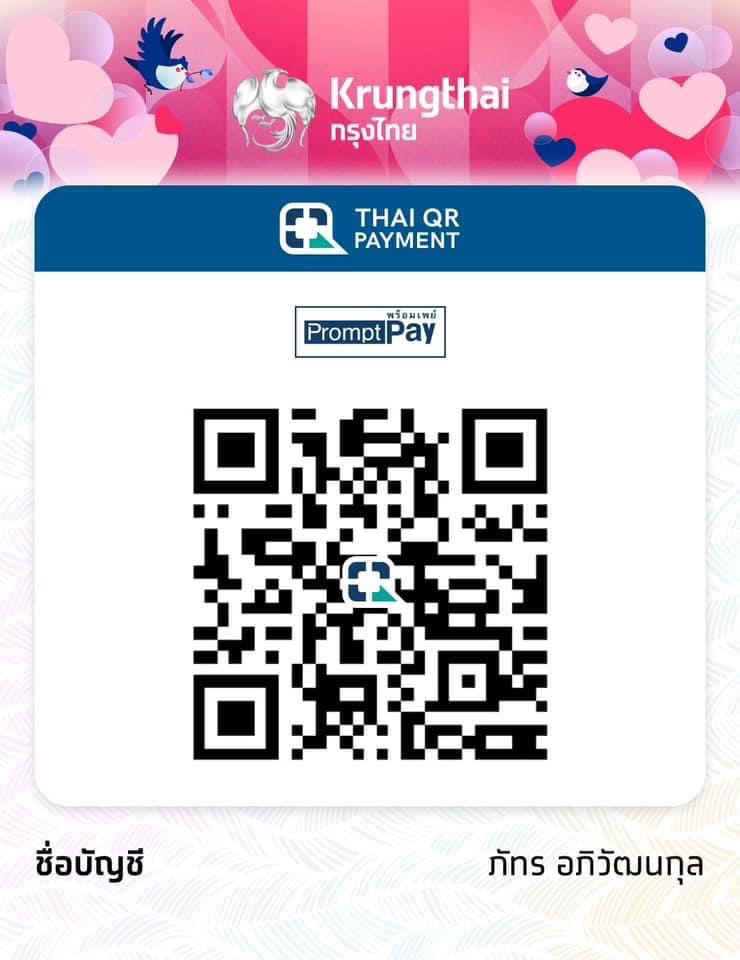 Krungthai
กรุงไทย
THAI QR
PAYMENT
พร้อมเพย์
PromptPay
ชื่อบัญชี ภัทร อภิวัฒนกุล